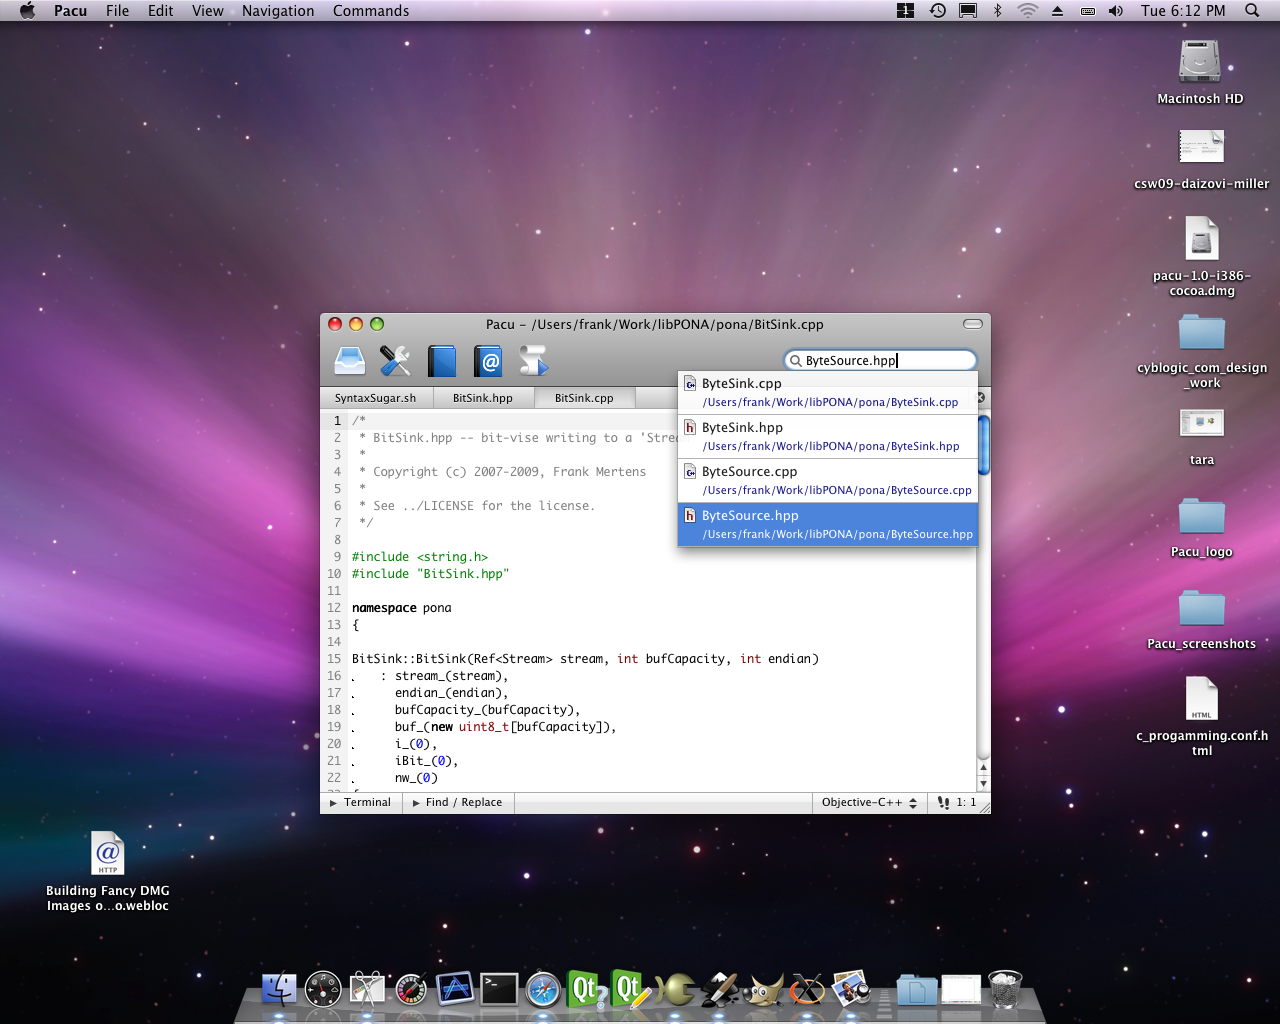 Pacu File Edit View Navigation Commands
1
Tue 6:12 PM
Macintosh HD
csw09-daizovi-miller
pacu-1.0-i386-
cocoa.dmg
cyblogic_com_design
_work
tara
Pacu_logo
Pacu_screenshots
HTML
c_progamming.conf.h
tml
Pacu - /Users/frank/Work/libPONA/pona/BitSink.cpp
@
ByteSource.hpp
SyntaxSugar.sh BitSink.hpp BitSink.cpp
C+ ByteSink.cpp
/Users/frank/Work/libPONA/pona/ByteSink.cpp
h ByteSink.hpp
/Users/frank/Work/libPONA/pona/ByteSink.hpp
C+ ByteSource.cpp
/Users/frank/Work/libPONA/pona/ByteSource.cpp
h ByteSource.hpp
/Users/frank/Work/libPONA/pona/ByteSource.hpp
1 /*
2 * BitSink.hpp -- bit-vise writing to a 'Stre
3 *
4 * Copyright (c) 2007-2009, Frank Mertens
5 *
6 * See ../LICENSE for the license.
7 */
8
9 #include <string.h>
10 #include "BitSink.hpp"
11
12 namespace pona
13 {
14
15 BitSink::BitSink(Ref<Stream> stream, int bufCapacity, int endian)
16 . : stream_(stream),
17 . endian_(endian),
18 . bufCapacity_(bufCapacity),
19 . buf_(new uint8_t[bufCapacity]),
20 . i_(0),
21 . iBit_(0),
22 . nw_(0)
Terminal Find / Replace Objective-C++ 1: 1
@
HTTP
Building Fancy DMG
Images o...o.webloc
Qt ? Qt